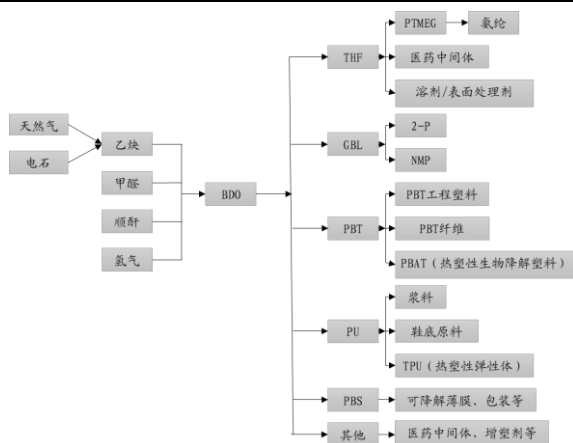 天然气
电石
乙炔
甲醛
顺酐
氢气
BDO
THF
PTMEG
氨纶
医药中间体
溶剂/表面处理剂
GBL
2-P
NMP
PBT
PBT工程塑料
PBT纤维
PBAT（热塑性生物降解塑料）
PU
浆料
鞋底原料
TPU（热塑性弹性体）
PBS
可降解薄膜、包装等
其他
医药中间体、增塑剂等